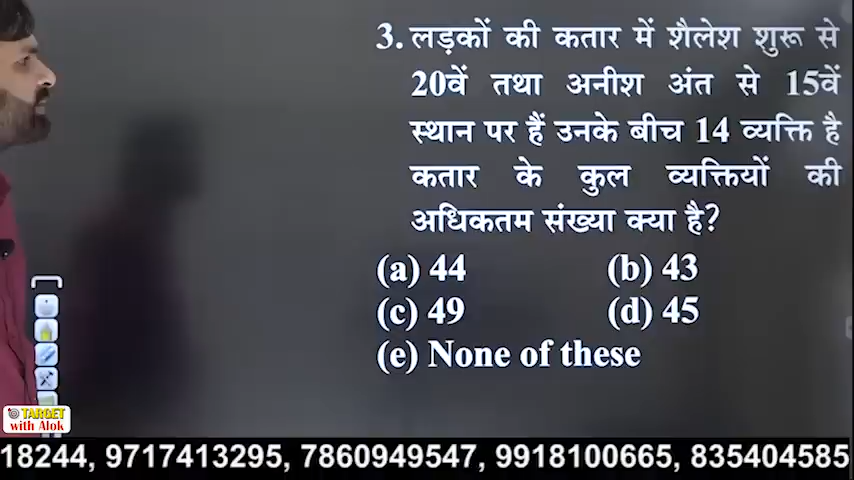 3. लड़कों की कतार में शैलेश शुरू से
20वें तथा अनीश अंत से 15वें
स्थान पर हैं उनके बीच 14 व्यक्ति है
कतार के कुल व्यक्तियों की
अधिकतम संख्या क्या है?
(a) 44 (b) 43
(c) 49 (d) 45
(e) None of these
TARGET
with Alok
18244, 9717413295, 7860949547, 9918100665, 835404585